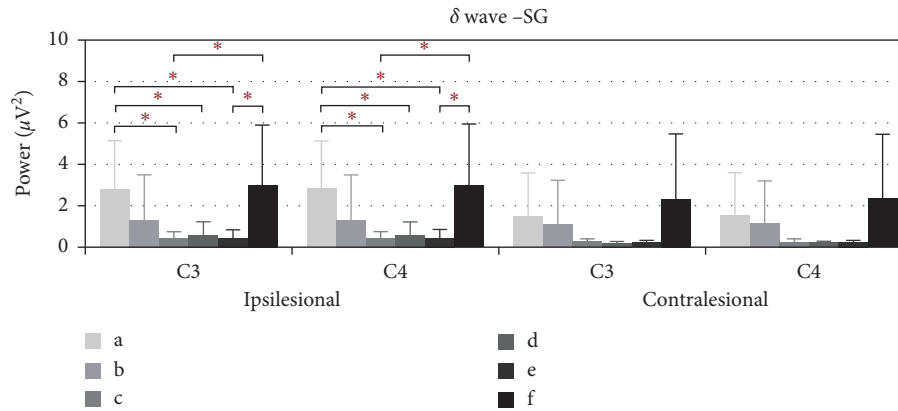 δ wave –SG
Power (μV²)
10
8
6
4
2
0
* * * * * *
* * * *
C3 C4 C3 C4
Ipsilesional Contralesional
a d
b e
c f